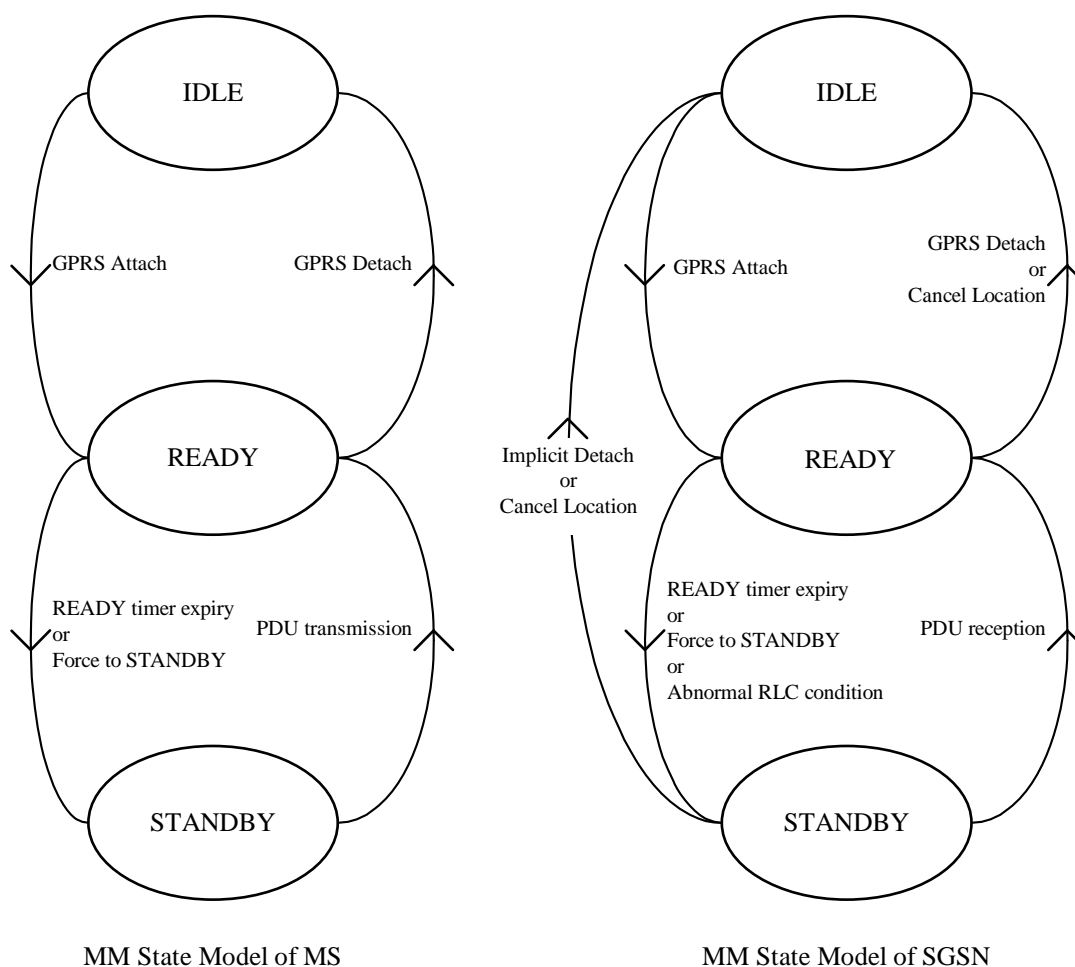 IDLE
GPRS Attach
GPRS Detach
READY
READY timer expiry
or
Force to STANDBY
PDU transmission
STANDBY
MM State Model of MS
IDLE
GPRS Attach
GPRS Detach
or
Cancel Location
Implicit Detach
or
Cancel Location
READY
READY timer expiry
or
Force to STANDBY
or
Abnormal RLC condition
PDU reception
STANDBY
MM State Model of SGSN